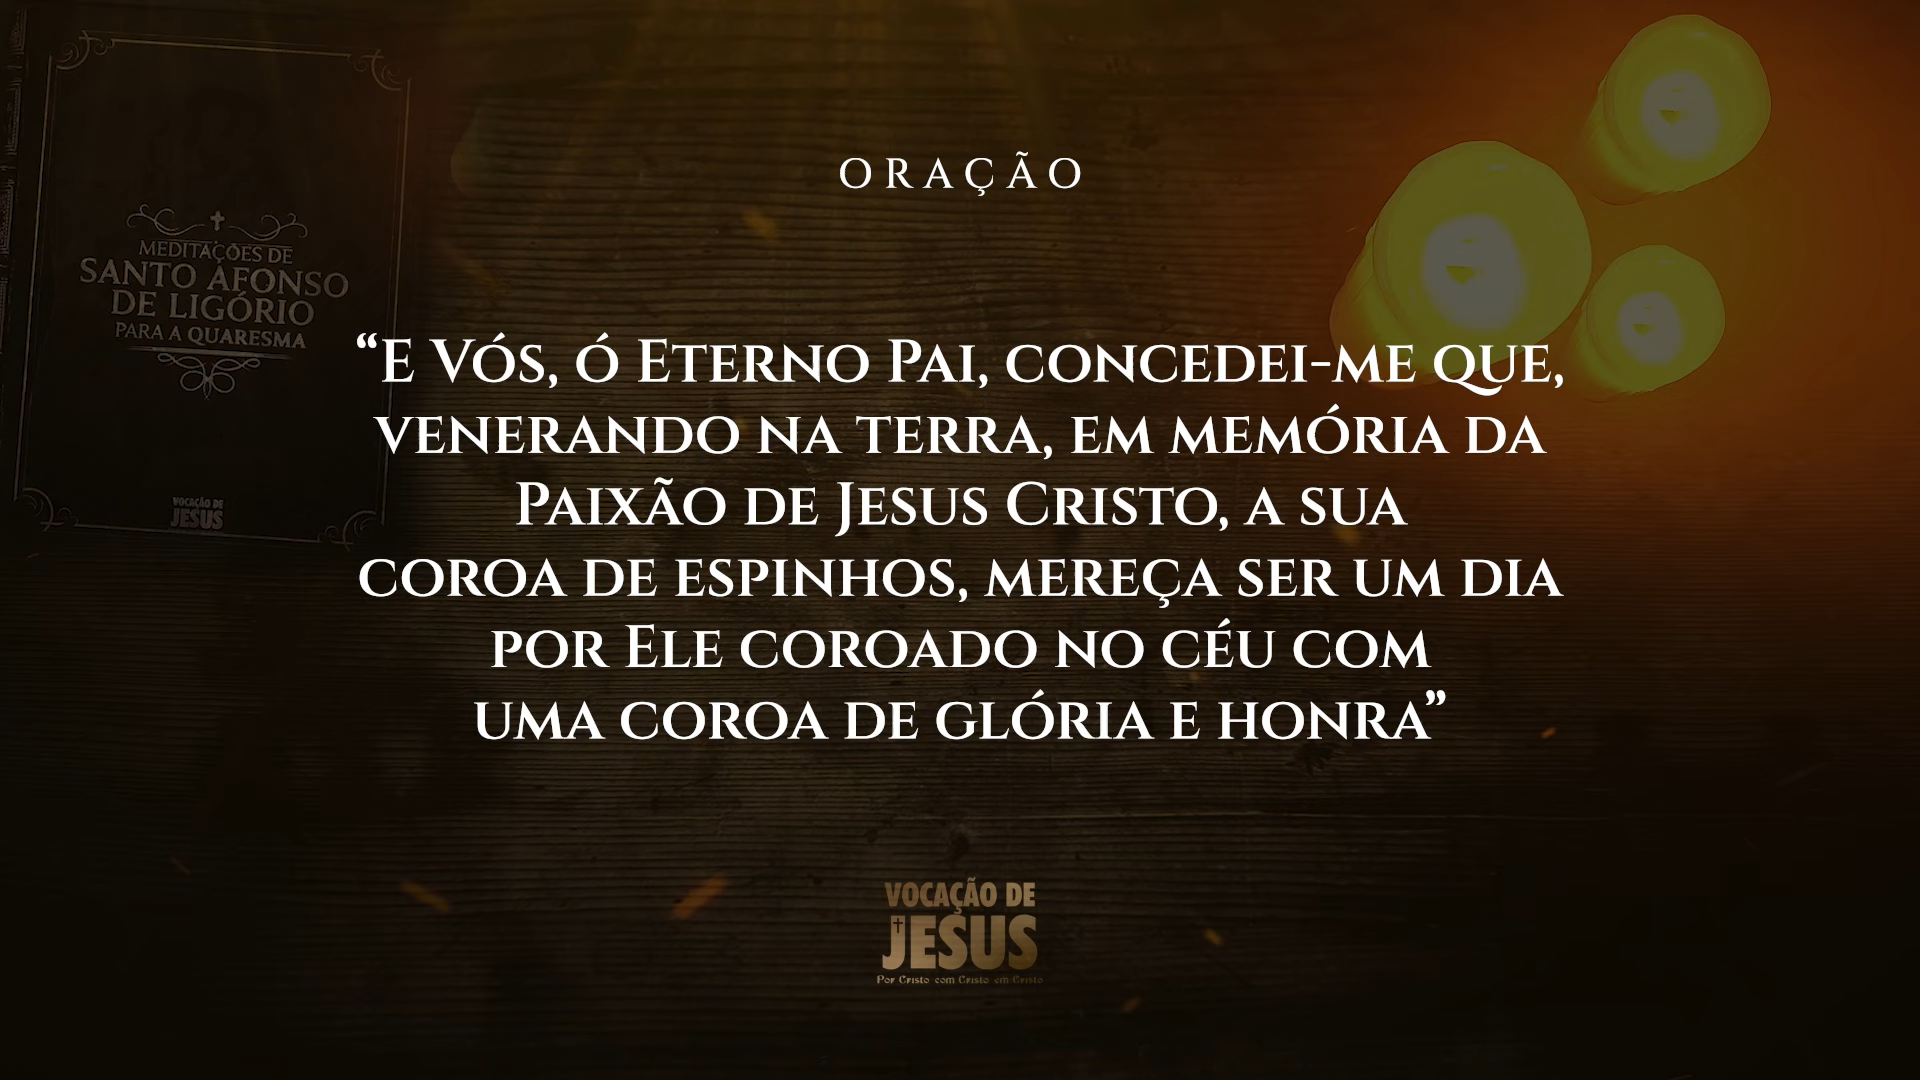 MEDITAÇÕES DE
SANTO AFONSO
DE LIGÓRIO
PARA A QUARESMA
VOCAÇÃO DE
JESUS
ORAÇÃO
“E Vós, ó Eterno Pai, concedei-me que,
venerando na terra, em memória da
Paixão de Jesus Cristo, a sua
coroa de espinhos, mereça ser um dia
por Ele coroado no céu com
uma coroa de glória e honra”
VOCAÇÃO DE
JESUS
Por Cristo com Cristo em Cristo